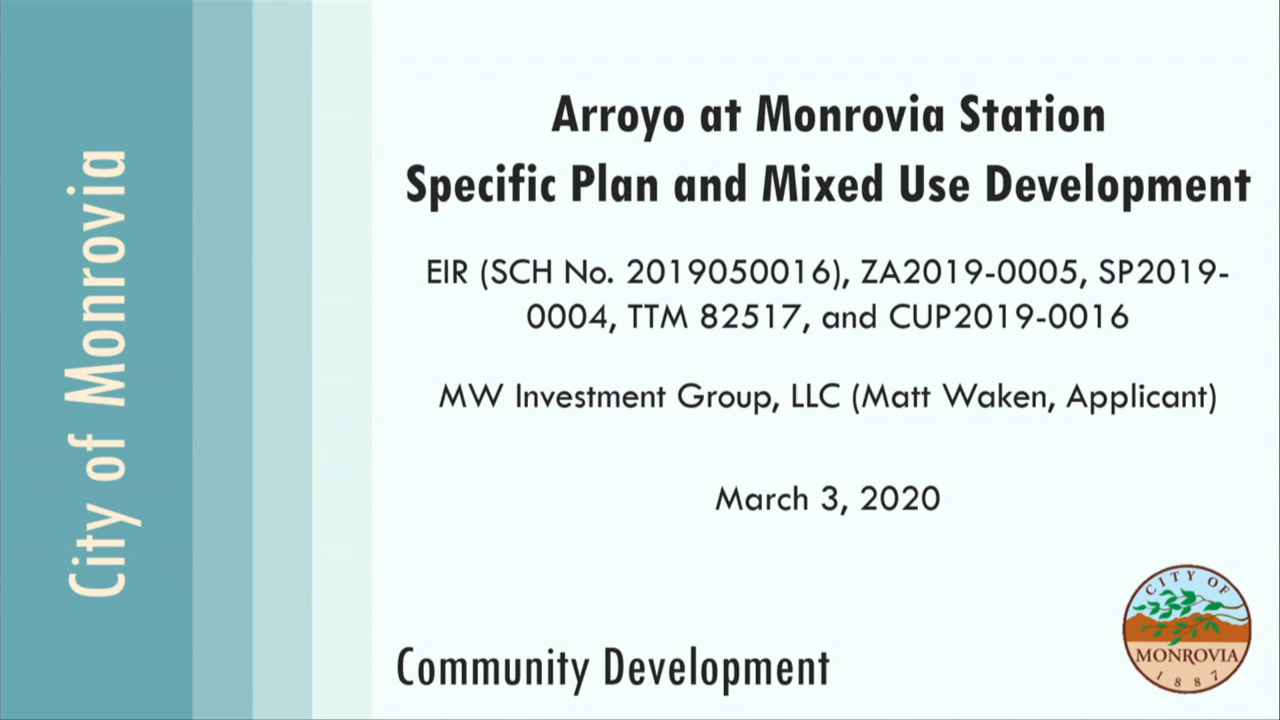 City of Monrovia
Arroyo at Monrovia Station
Specific Plan and Mixed Use Development
EIR (SCH No. 2019050016), ZA2019-0005, SP2019-
0004, TTM 82517, and CUP2019-0016
MW Investment Group, LLC (Matt Waken, Applicant)
March 3, 2020
Community Development
CITY OF
MONROVIA
1887